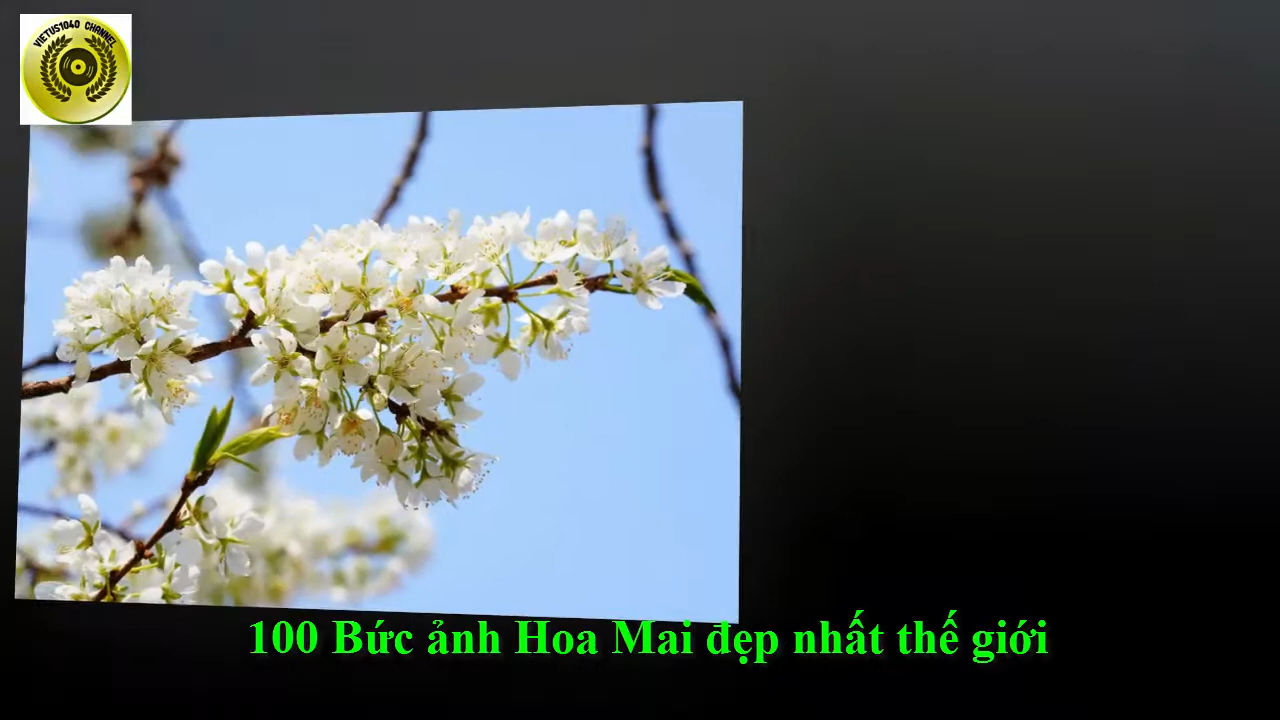 VIETUS1040 CHANNEL
100 Bức ảnh Hoa Mai đẹp nhất thế giới